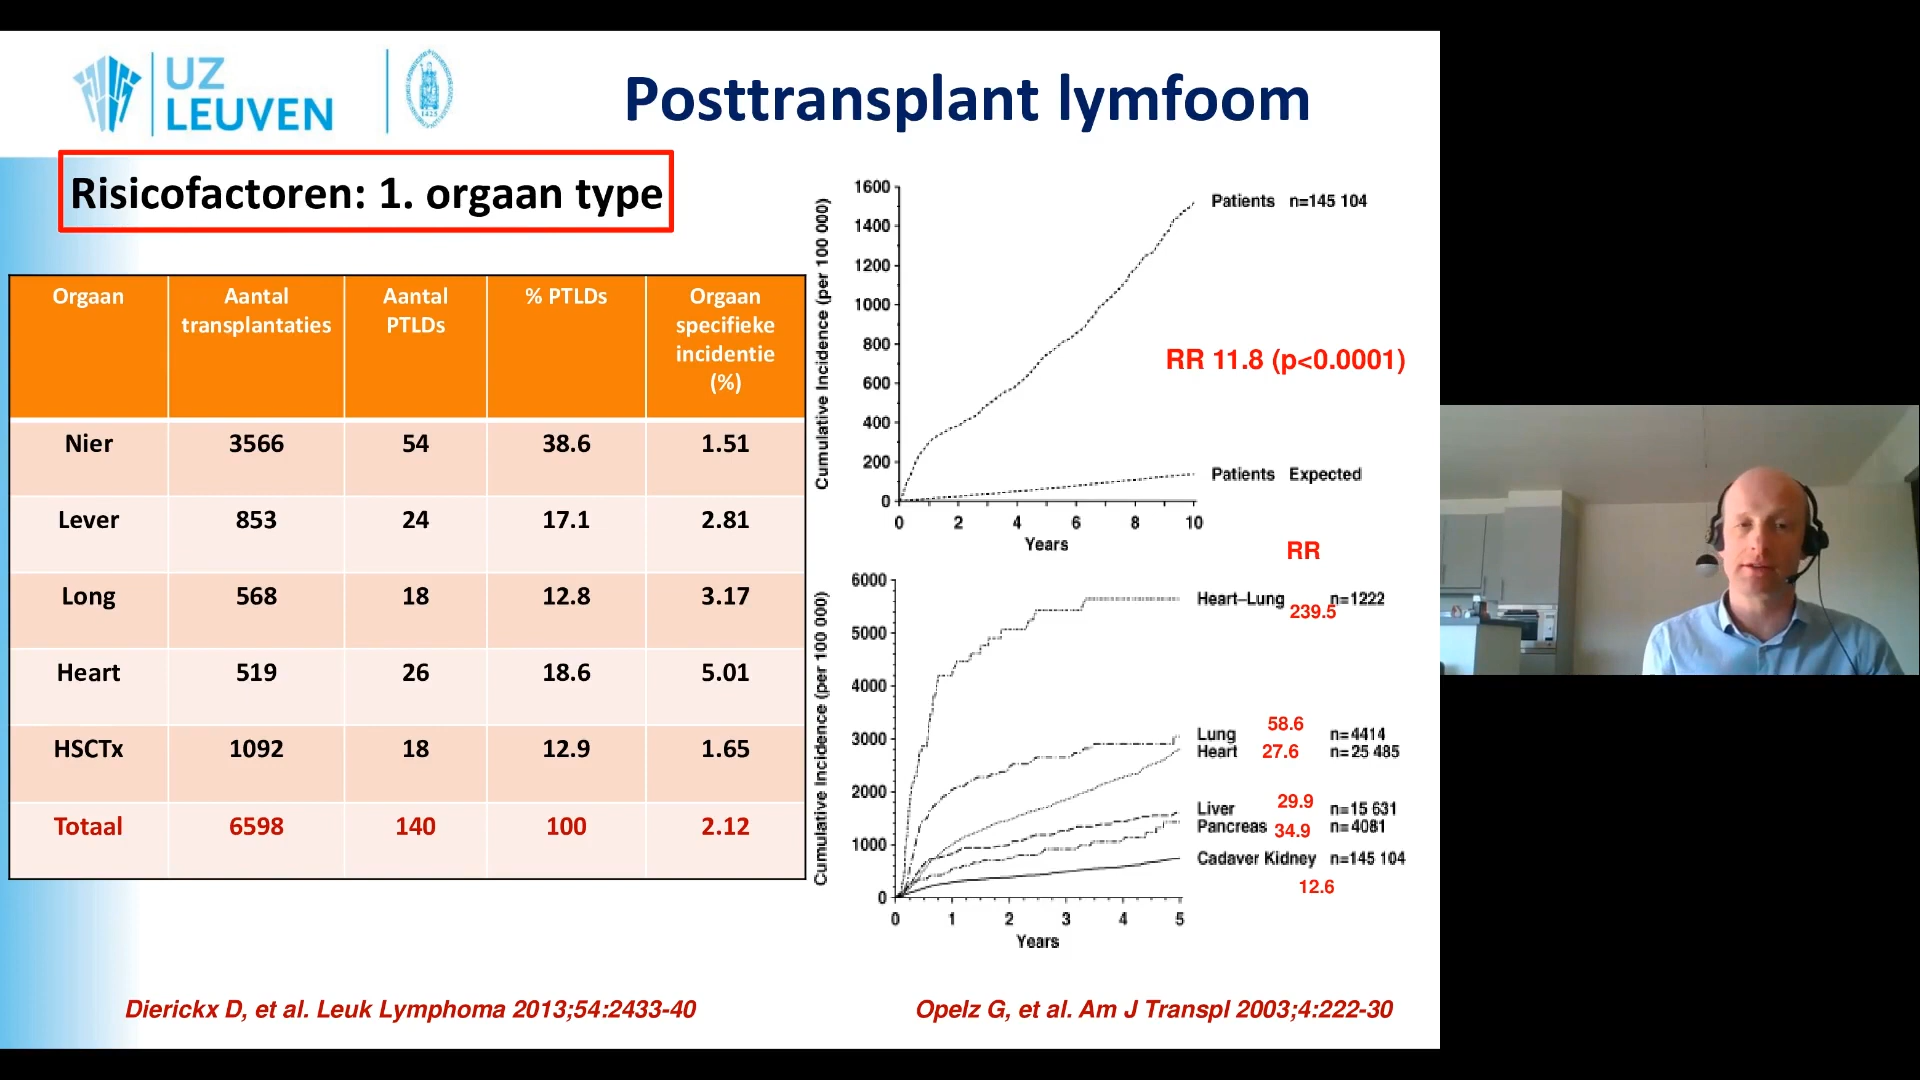 UZ
LEUVEN
1425
Posttransplant lymfoom
Risicofactoren: 1. orgaan type
Orgaan Aantal transplantaties Aantal PTLDs % PTLDs Orgaan specifieke incidentie (%)
Nier 3566 54 38.6 1.51
Lever 853 24 17.1 2.81
Long 568 18 12.8 3.17
Heart 519 26 18.6 5.01
HSCTx 1092 18 12.9 1.65
Totaal 6598 140 100 2.12
Dierickx D, et al. Leuk Lymphoma 2013;54:2433-40
Cumulative Incidence (per 100 000)
1600
1400
1200
1000
800
600
400
200
0
0 2 4 6 8 10
Years
Patients n=145 104
RR 11.8 (p<0.0001)
Patients Expected
RR
Cumulative Incidence (per 100 000)
6000
5000
4000
3000
2000
1000
0
0 1 2 3 4 5
Years
Heart–Lung n=1222
239.5
58.6
Lung n=4414
Heart 27.6 n=25 485
29.9
Liver n=15 631
Pancreas 34.9 n=4081
Cadaver Kidney n=145 104
12.6
Opelz G, et al. Am J Transpl 2003;4:222-30